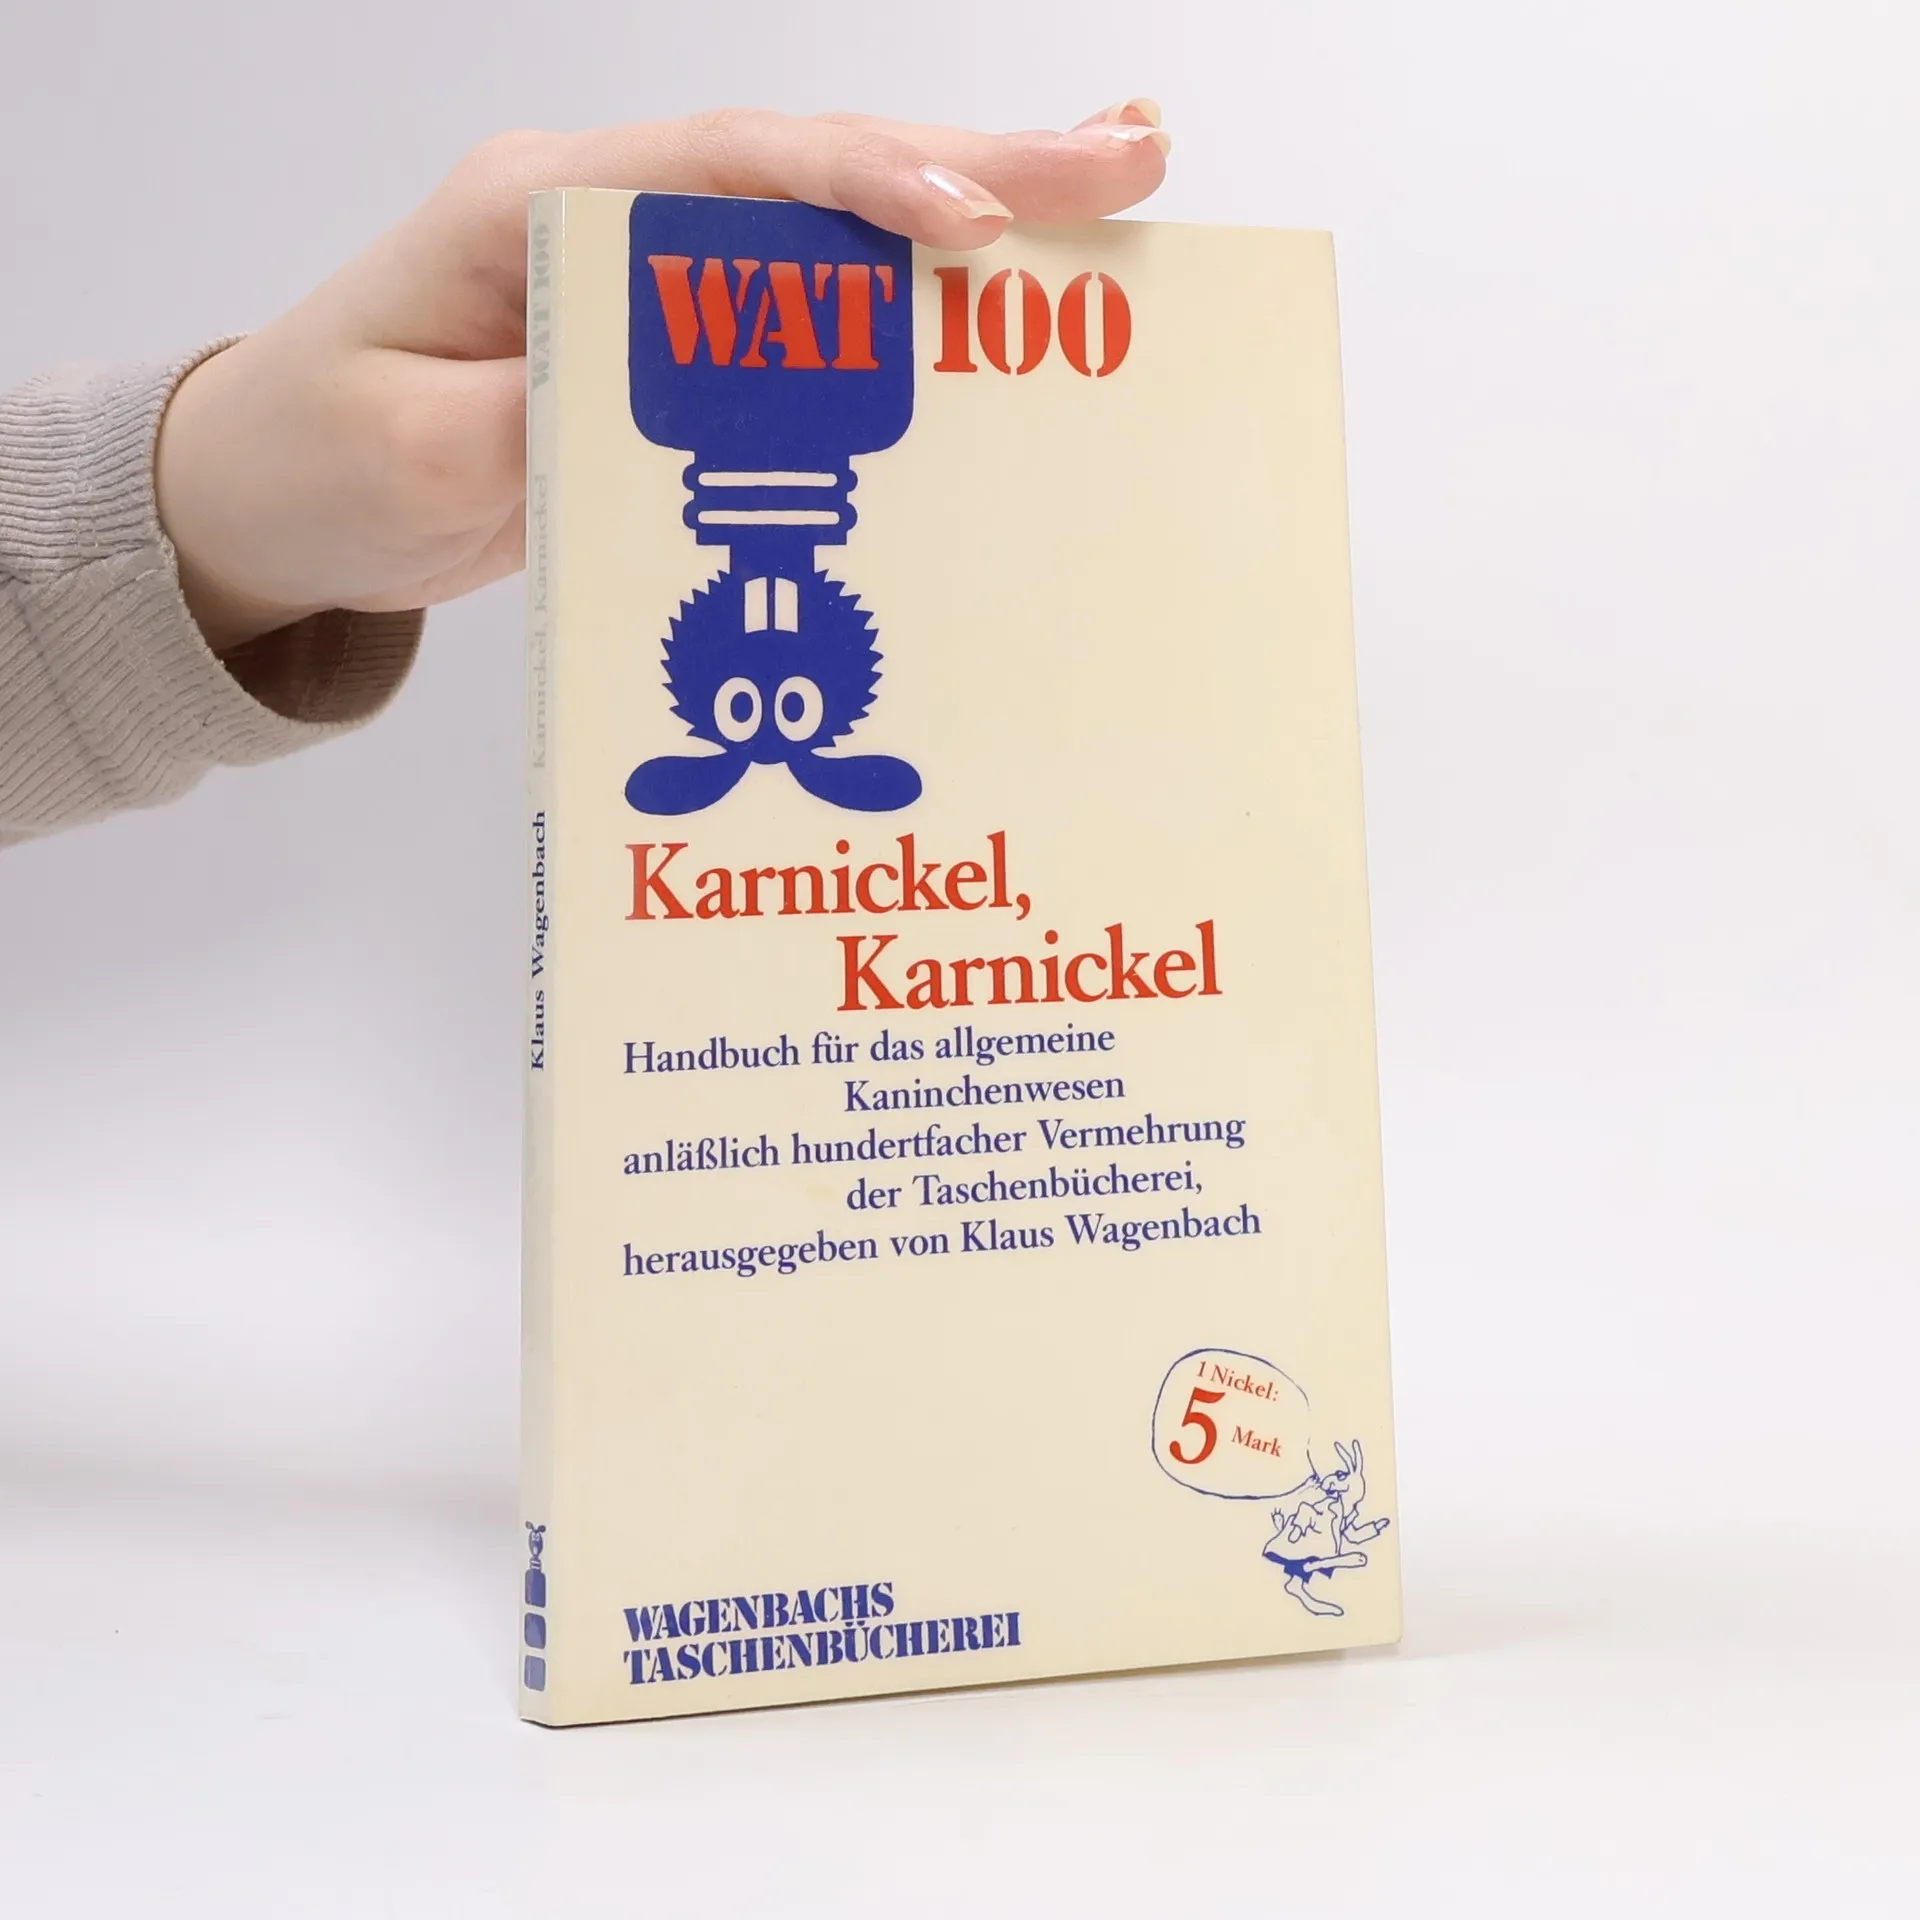 WAT 100
Karnickel,
Karnickel
Handbuch für das allgemeine
Kaninchenwesen
anläßlich hundertfacher Vermehrung
der Taschenbücherei,
herausgegeben von Klaus Wagenbach
1 Nickel:
5 Mark
WAGENBACHS
TASCHENBÜCHEREI
Klaus Wagenbach Karnickel, Karnickel WAT 100